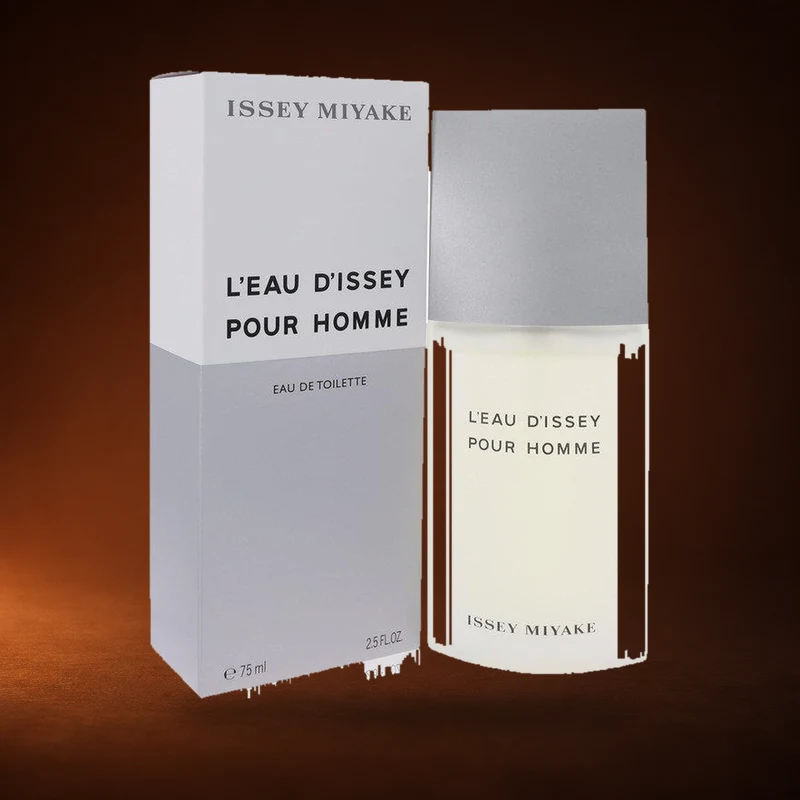 ISSEY MIYAKE
L'EAU D'ISSEY
POUR HOMME
EAU DE TOILETTE
2.5 FL.OZ.
℮ 75 ml
L'EAU D'ISSEY
POUR HOMME
ISSEY MIYAKE